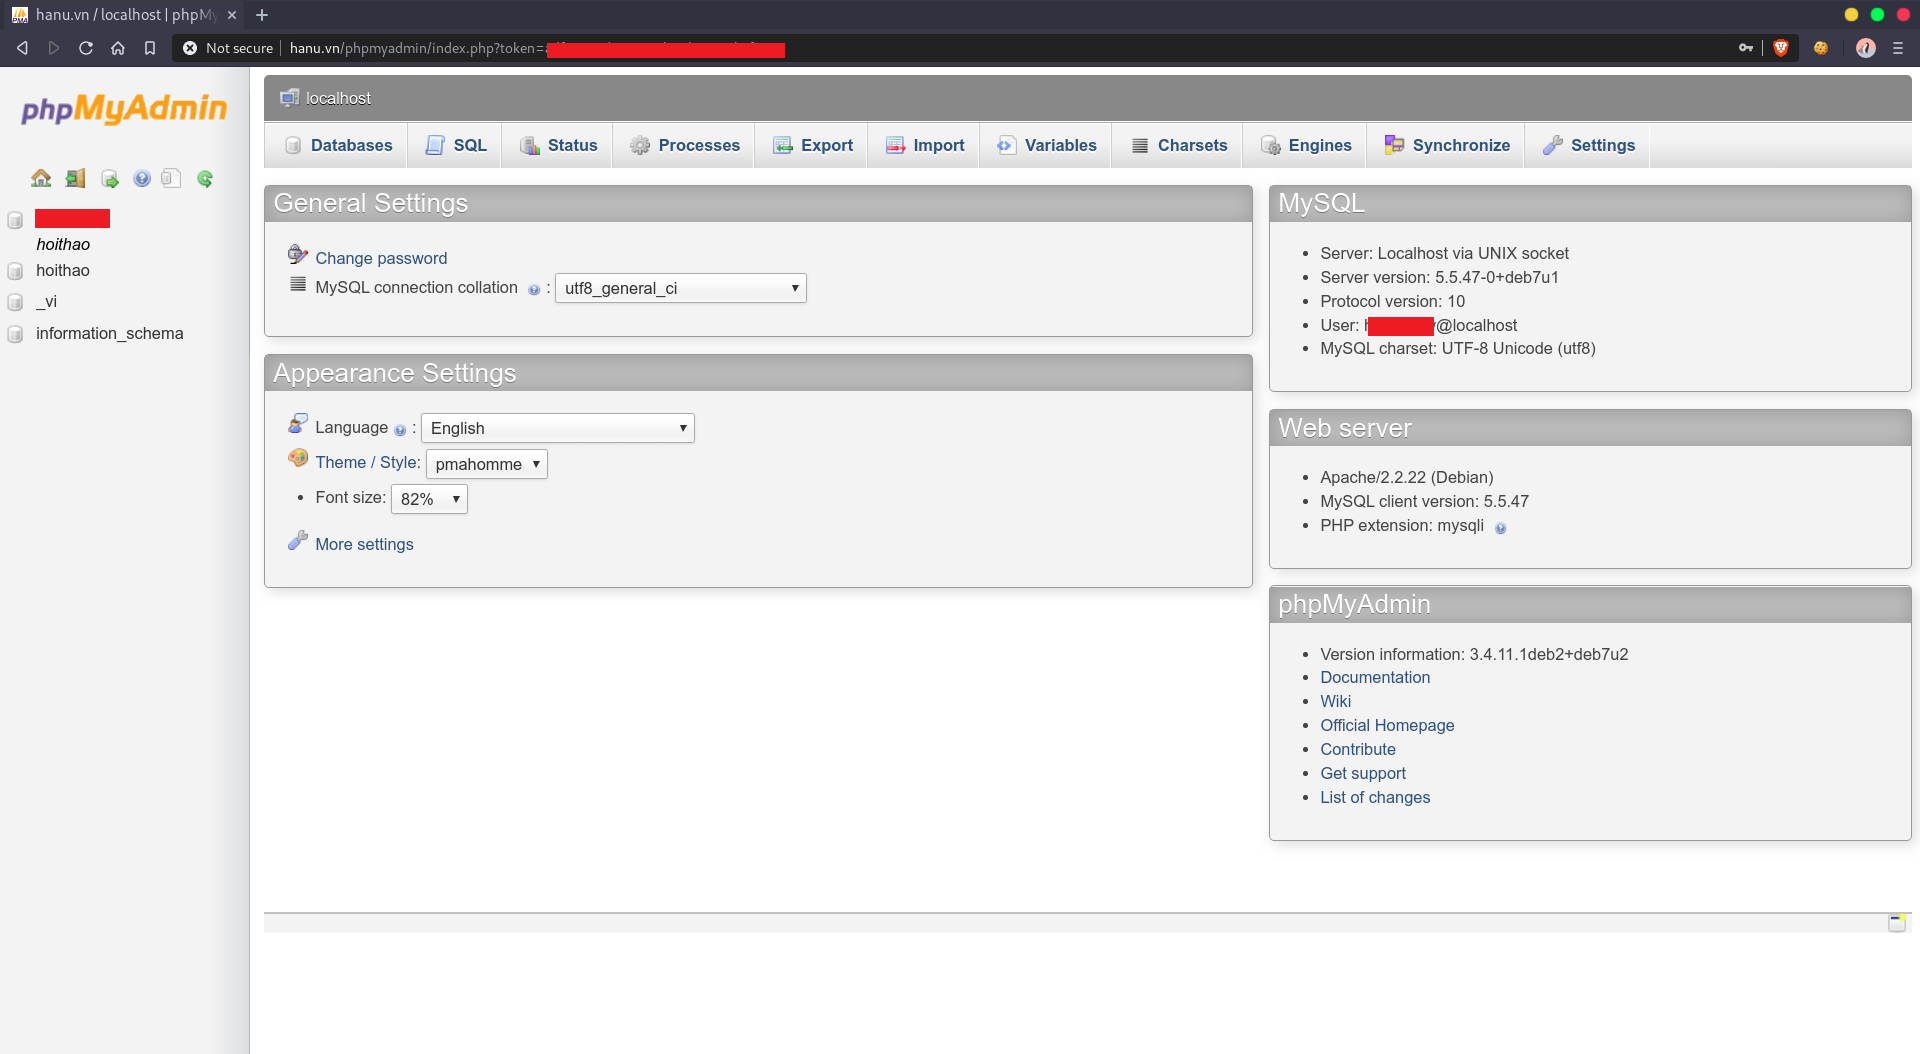 hanu.vn / localhost | phpMy
Not secure
hanu.vn/phpmyadmin/index.php?token=
phpMyAdmin
hoithao
hoithao
_vi
information_schema
localhost
Databases
SQL
Status
Processes
Export
Import
Variables
Charsets
Engines
Synchronize
Settings
General Settings
Change password
MySQL connection collation : utf8_general_ci
Appearance Settings
Language : English
Theme / Style: pmahomme
Font size: 82%
More settings
MySQL
Server: Localhost via UNIX socket
Server version: 5.5.47-0+deb7u1
Protocol version: 10
User: @localhost
MySQL charset: UTF-8 Unicode (utf8)
Web server
Apache/2.2.22 (Debian)
MySQL client version: 5.5.47
PHP extension: mysqli
phpMyAdmin
Version information: 3.4.11.1deb2+deb7u2
Documentation
Wiki
Official Homepage
Contribute
Get support
List of changes